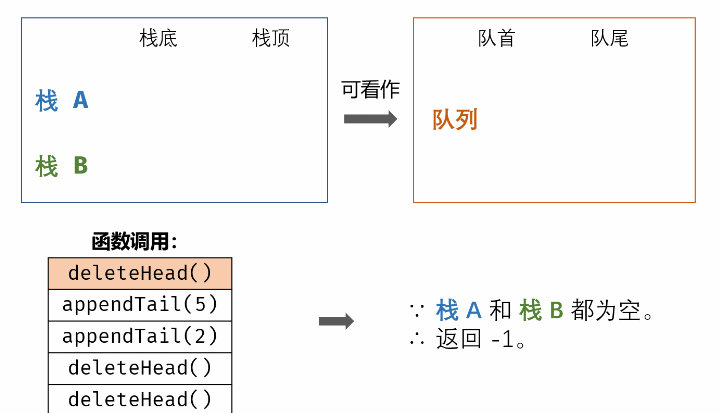 栈底 栈顶
队首 队尾
可看作
栈 A
队列
栈 B
函数调用：
deleteHead()
appendTail(5)
∵ 栈 A 和 栈 B 都为空。
appendTail(2)
∴ 返回 -1。
deleteHead()
deleteHead()